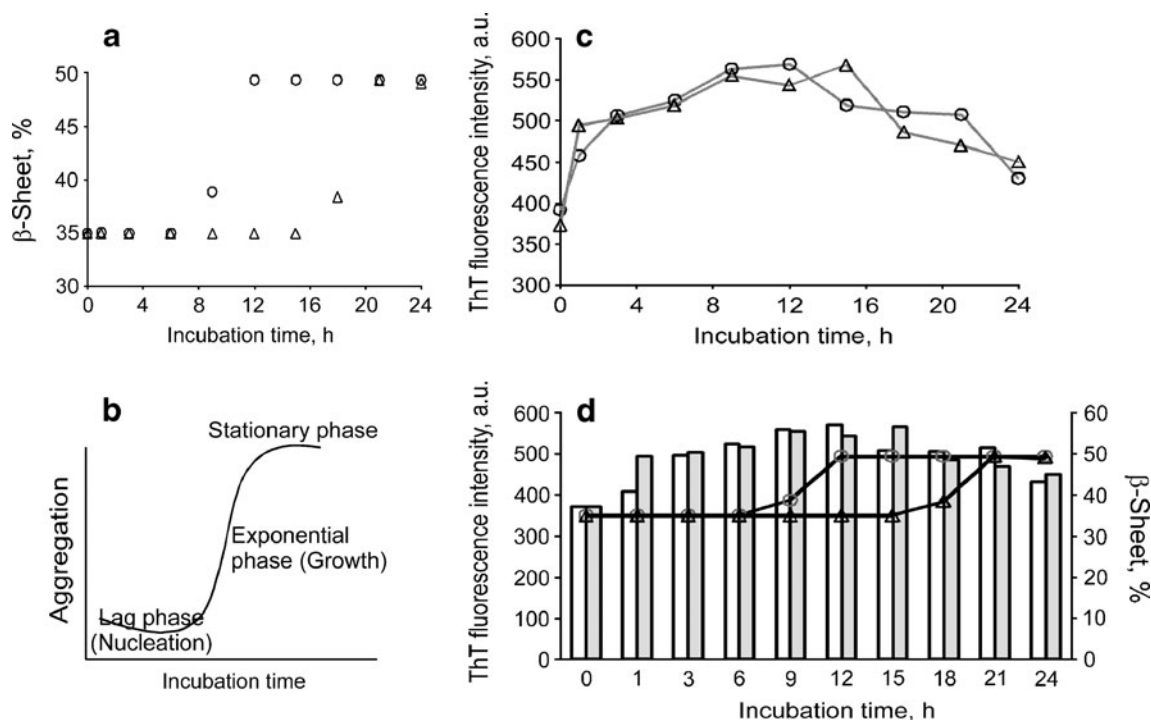 a
β-Sheet, %
50
45
40
35
30
0 4 8 12 16 20 24
Incubation time, h
b
Aggregation
Stationary phase
Exponential
phase (Growth)
Lag phase
(Nucleation)
Incubation time
c
ThT fluorescence intensity, a.u.
600
550
500
450
400
350
300
0 4 8 12 16 20 24
Incubation time, h
d
ThT fluorescence intensity, a.u.
600
500
400
300
200
100
0
60
50
40
30
20
10
0
β-Sheet, %
0 1 3 6 9 12 15 18 21 24
Incubation time, h